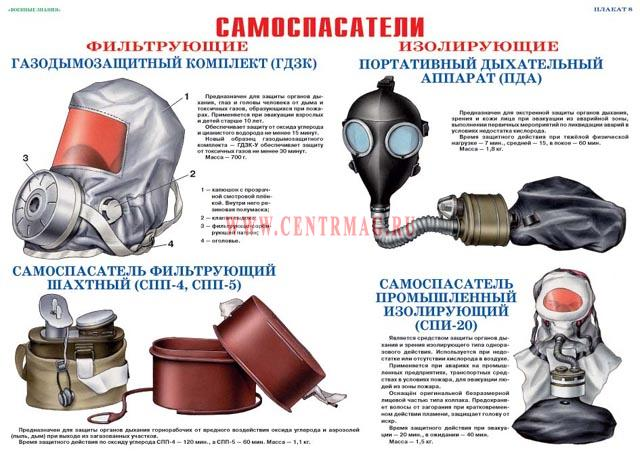 «ВОЕННЫЕ ЗНАНИЯ»
ПЛАКАТ 8
САМОСПАСАТЕЛИ
ФИЛЬТРУЮЩИЕ
ГАЗОДЫМОЗАЩИТНЫЙ КОМПЛЕКТ (ГДЗК)
1
2
3
4
Предназначен для защиты органов ды-
хания, глаз и головы человека от дыма и
токсичных газов, образующихся при пожа-
рах. Применяется при эвакуации взрослых
и детей старше 10 лет.
Обеспечивает защиту от оксида углерода
и цианистого водорода не менее 15 минут.
Новый образец газодымозащитного
комплекта — ГДЗК-У обеспечивает защиту
от токсичных газов не менее 30 минут.
Масса — 700 г.
1 — капюшон с прозрач-
ной смотровой плён-
кой. Внутри него ре-
зиновая полумаска;
2 — клапан выдоха;
3 — фильтрующе-сорби-
рующий патрон;
4 — оголовье.
ИЗОЛИРУЮЩИЕ
ПОРТАТИВНЫЙ ДЫХАТЕЛЬНЫЙ
АППАРАТ (ПДА)
Предназначен для экстренной защиты органов дыхания,
зрения и кожи лица при эвакуации из аварийной зоны,
выполнения первичных мероприятий по ликвидации аварий в
условиях недостатка кислорода.
Время защитного действия при тяжёлой физической
нагрузке — 7 мин., средней — 15, в покое — 60 мин.
Масса — 1,8 кг.
WWW.CENTRMAG.RU
САМОСПАСАТЕЛЬ ФИЛЬТРУЮЩИЙ
ШАХТНЫЙ (СПП-4, СПП-5)
Предназначен для защиты органов дыхания горнорабочих от вредного воздействия оксида углерода и аэрозолей
(пыль, дым) при выходе из загазованных участков.
Время защитного действия по оксиду углерода СПП-4 — 120 мин., а СПП-5 — 60 мин. Масса — 1,1 кг.
САМОСПАСАТЕЛЬ
ПРОМЫШЛЕННЫЙ
ИЗОЛИРУЮЩИЙ
(СПИ-20)
Является средством защиты органов ды-
хания и зрения изолирующего типа однора-
зового действия. Используется при недо-
статке или отсутствии кислорода в воздухе.
Применяется при авариях на промыш-
ленных предприятиях, транспортных сред-
ствах в условиях пожара, для эвакуации лю-
дей из зоны пожара.
Оснащён оригинальной безразмерной
лицевой частью типа колпака. Предохраня-
ет волосы от загорания при кратковремен-
ном действии пламени, защищает голову от
искр.
Время защитного действия при эвакуа-
ции — 20 мин., в ожидании — 40 мин.
Масса — 1,5 кг.